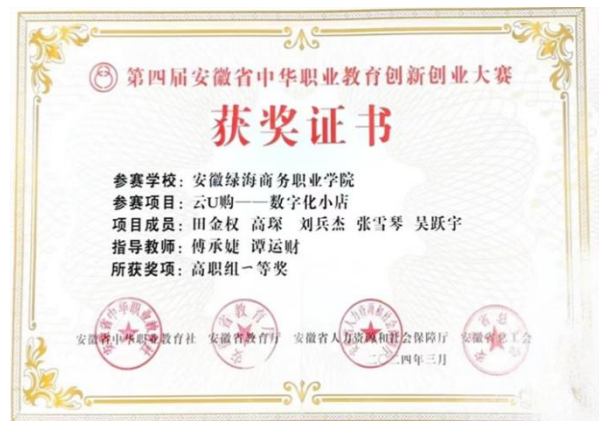 第四届安徽省中华职业教育创新创业大赛
获奖证书
参赛学校：安徽绿海商务职业学院
参赛项目：云U购——数字化小店
项目成员：田金权 高琛 刘兵杰 张雪琴 吴跃宇
指导教师：傅承婕 谭运财
所获奖项：高职组一等奖
安徽省中华职业教育社 安徽省教育厅 安徽省人力资源和社会保障厅 安徽省总工会
二〇二四年三月